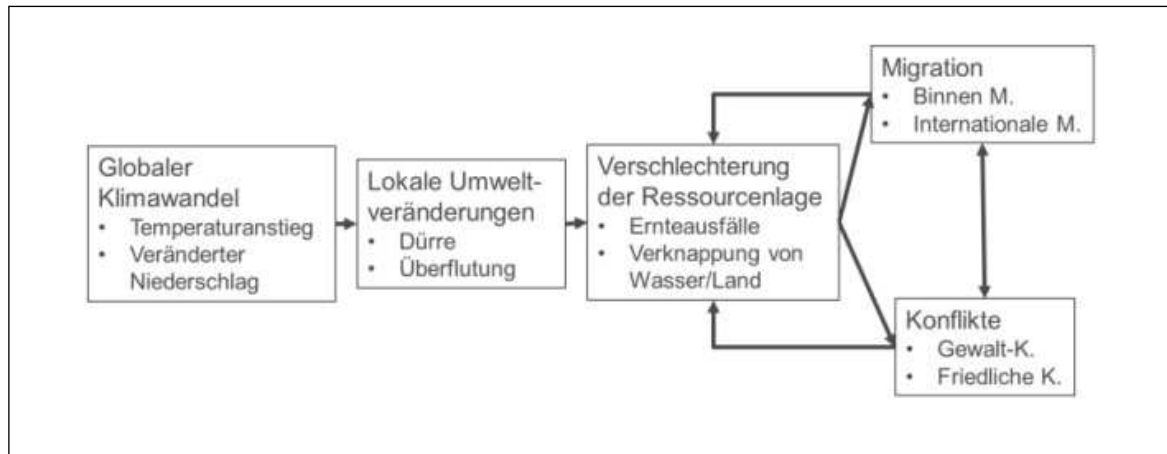 Globaler
Klimawandel
• Temperaturanstieg
• Veränderter
Niederschlag
Lokale Umwelt-
veränderungen
• Dürre
• Überflutung
Verschlechterung
der Ressourcenlage
• Ernteausfälle
• Verknappung von
Wasser/Land
Migration
• Binnen M.
• Internationale M.
Konflikte
• Gewalt-K.
• Friedliche K.